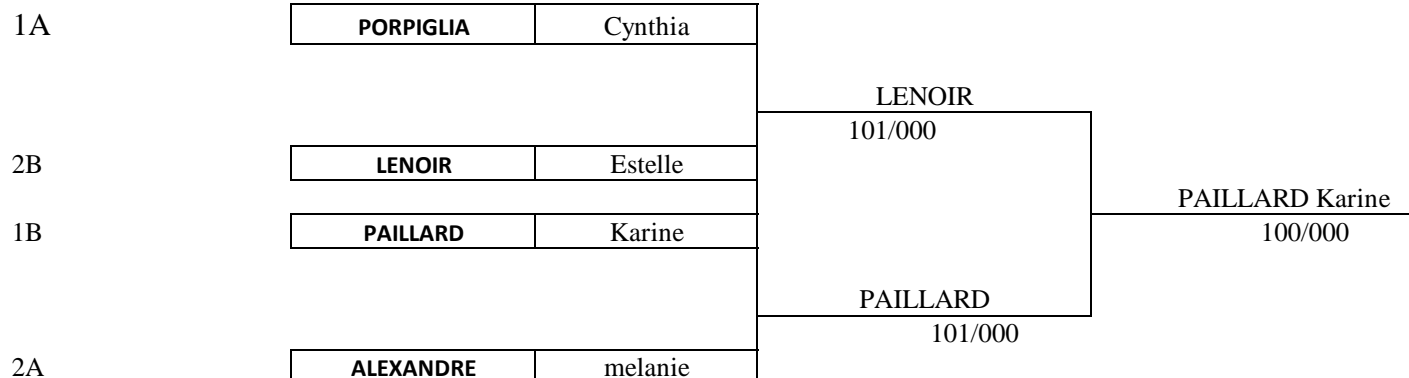 1A PORPIGLIA Cynthia
LENOIR
101/000
2B LENOIR Estelle
PAILLARD Karine
1B PAILLARD Karine 100/000
PAILLARD
101/000
2A ALEXANDRE melanie